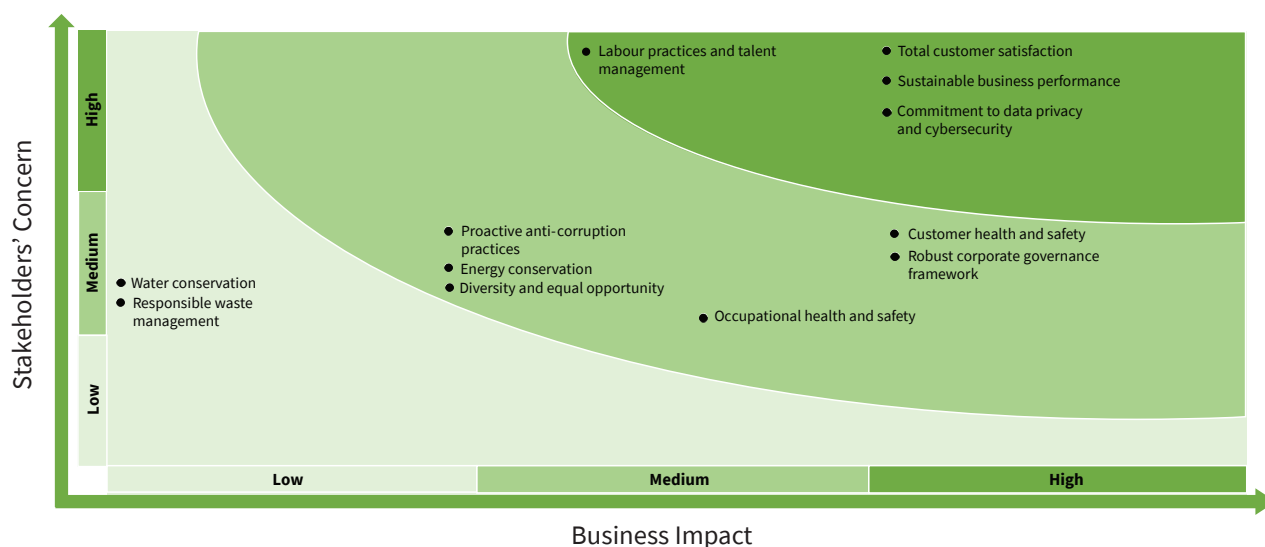 Stakeholders' Concern
High
Medium
Low
Labour practices and talent
management
Total customer satisfaction
Sustainable business performance
Commitment to data privacy
and cybersecurity
Proactive anti-corruption
practices
Energy conservation
Diversity and equal opportunity
Customer health and safety
Robust corporate governance
framework
Water conservation
Responsible waste
management
Occupational health and safety
Low
Medium
High
Business Impact